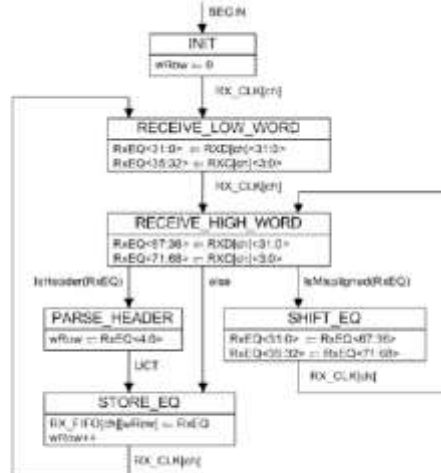 BEGIN
INIT
wRow ⇐ 0
RX_CLK[ch]
RECEIVE_LOW_WORD
RxEQ<31:0> ⇐ RXD[ch]<31:0>
RxEQ<35:32> ⇐ RXC[ch]<3:0>
RX_CLK[ch]
RECEIVE_HIGH_WORD
RxEQ<67:36> ⇐ RXD[ch]<31:0>
RxEQ<71:68> ⇐ RXC[ch]<3:0>
IsHeader(RxEQ)
else
IsMisaligned(RxEQ)
PARSE_HEADER
wRow ⇐ RxEQ<4:0>
SHIFT_EQ
RxEQ<31:0> ⇐ RxEQ<67:36>
RxEQ<35:32> ⇐ RxEQ<71:68>
UCT
RX_CLK[ch]
STORE_EQ
RX_FIFO[ch][wRow] ⇐ RxEQ
wRow++
RX_CLK[ch]